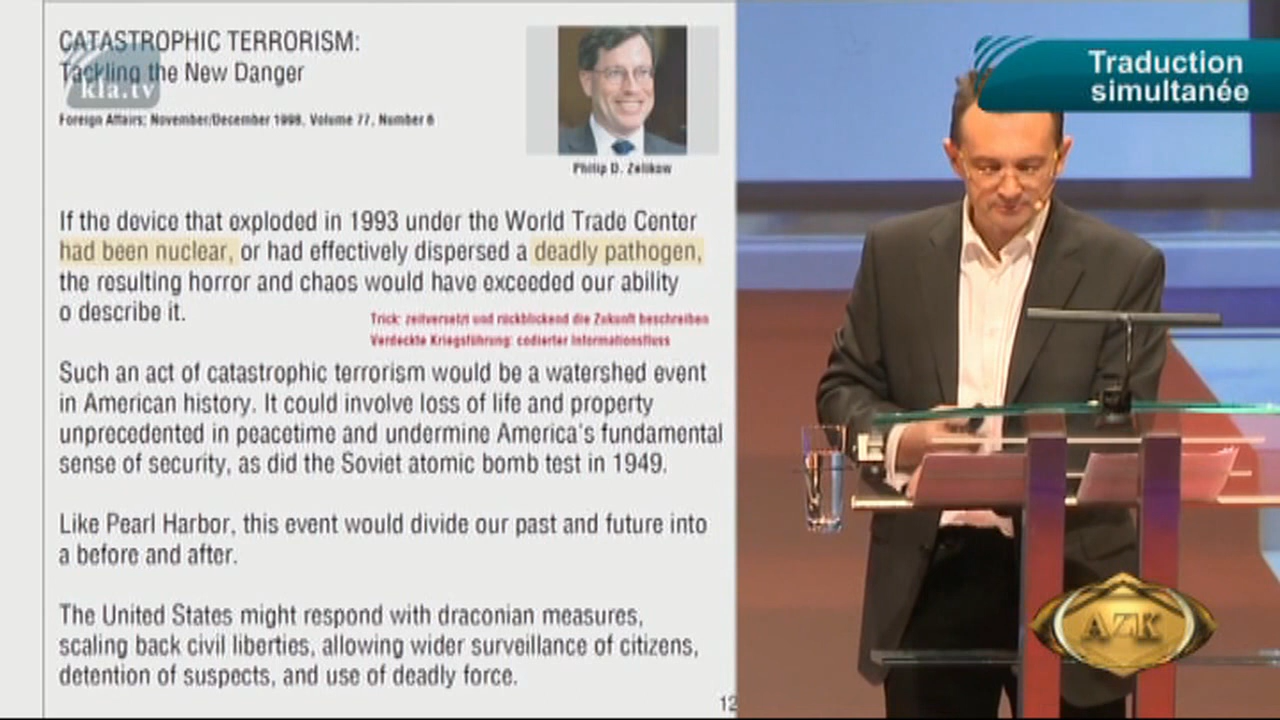 CATASTROPHIC TERRORISM:
Tackling the New Danger
kla.tv
Foreign Affairs; November/December 1998, Volume 77, Number 6
Philip D. Zelikow
If the device that exploded in 1993 under the World Trade Center
had been nuclear, or had effectively dispersed a deadly pathogen,
the resulting horror and chaos would have exceeded our ability
o describe it.
Trick: zeitversetzt und rückblickend die Zukunft beschreiben
Verdeckte Kriegsführung: codierter Informationsfluss
Such an act of catastrophic terrorism would be a watershed event
in American history. It could involve loss of life and property
unprecedented in peacetime and undermine America's fundamental
sense of security, as did the Soviet atomic bomb test in 1949.
Like Pearl Harbor, this event would divide our past and future into
a before and after.
The United States might respond with draconian measures,
scaling back civil liberties, allowing wider surveillance of citizens,
detention of suspects, and use of deadly force.
12
Traduction
simultanée
AZK